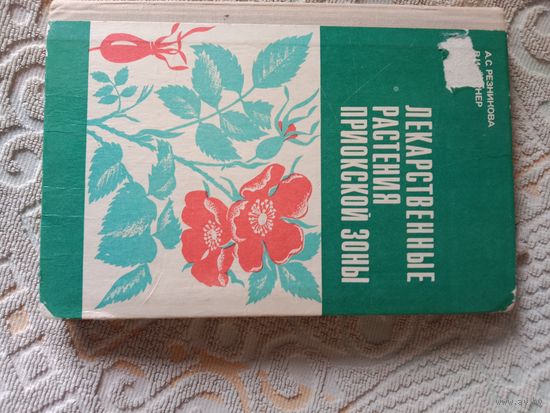 А.С. РЕЗНИКОВА
ЛЕКАРСТВЕННЫЕ
РАСТЕНИЯ
ПРИОКСКОЙ ЗОНЫ